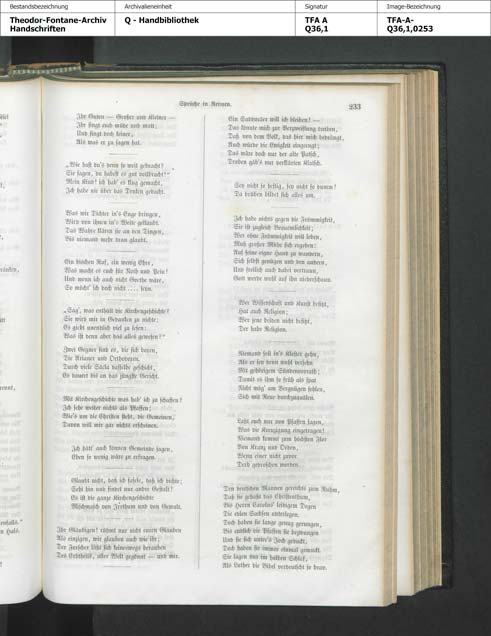 Bestandsbezeichnung
Theodor-Fontane-Archiv
Handschriften
Archivalieneinheit
Q - Handbibliothek
Signatur
TFA A
Q36,1
Image-Bezeichnung
TFA-A-
Q36,1,0253
Sprüche in Reimen.
233
Ihr Guten — Großer und Kleiner —
Ihr singt euch müde und matt;
Und singt doch keiner,
Als was er zu sagen hat.
„Wie hast du's denn so weit gebracht?
Sie sagen, du habest es gut vollbracht!“
Mein Kind! ich hab' es klug gemacht,
Ich habe nie über das Denken gedacht.
Was wir Dichter in's Enge bringen,
Wird von ihnen in's Weite geklaubt.
Das Wahre klären sie an den Dingen,
Bis niemand mehr dran glaubt.
Ein bischen Ruf, ein wenig Ehre,
Was macht es euch für Noth und Pein!
Und wenn ich auch nicht Goethe wäre,
So möcht' ich doch nicht .... seyn.
„Sag', was enthält die Kirchengeschichte?
Sie wird mir in Gedanken zu nichte;
Es giebt unendlich viel zu lesen:
Was ist denn aber das alles gewesen?“
Zwei Gegner sind es, die sich boxen,
Die Arianer und Orthodoxen.
Durch viele Säcla dasselbe geschicht,
Es dauert bis an das jüngste Gericht.
Mit Kirchengeschichte was hab' ich zu schaffen?
Ich sehe weiter nichts als Pfaffen;
Wie's um die Christen steht, die Gemeinen,
Davon will mir gar nichts erscheinen.
Ich hätt' auch können Gemeinde sagen,
Eben so wenig wäre zu erfragen.
Glaubt nicht, daß ich fasele, daß ich dichte;
Seht hin und findet mir andre Gestalt!
Es ist die ganze Kirchengeschichte
Mischmasch von Irrthum und von Gewalt.
Ihr Gläubigen! rühmt nur nicht euern Glauben
Als einzigen, wir glauben auch wie ihr;
Der Forscher läßt sich keineswegs berauben
Des Erbtheils, aller Welt gegönnt — und mir.
Ein Sadducäer will ich bleiben! —
Das könnte mich zur Verzweiflung treiben,
Daß von dem Volk, das hier mich bedrängt,
Auch würde die Ewigkeit eingeengt;
Das wäre doch nur der alte Patsch,
Droben gäb's nur verklärten Klatsch.
Sey nicht so heftig, sey nicht so dumm!
Da drüben bildet sich alles um.
Ich habe nichts gegen die Frömmigkeit,
Sie ist zugleich Bequemlichkeit;
Wer ohne Frömmigkeit will leben,
Muß großer Mühe sich ergeben:
Auf seine eigne Hand zu wandern,
Sich selbst genügen und den andern,
Und freilich auch dabei vertraun,
Gott werde wohl auf ihn niederschaun.
Wer Wissenschaft und Kunst besitzt,
Hat auch Religion;
Wer jene beiden nicht besitzt,
Der habe Religion.
Niemand soll in's Kloster gehn,
Als er sey denn wohl versehn
Mit gehörigem Sündenvorrath;
Damit es ihm so früh als spat
Nicht mög' am Vergnügen fehlen,
Sich mit Reue durchzuquälen.
Laßt euch nur von Pfaffen sagen,
Was die Kreuzigung eingetragen!
Niemand kommt zum höchsten Flor
Von Kranz und Orden,
Wenn einer nicht zuvor
Derb gedroschen worden.
Den deutschen Mannen gereichts zum Ruhm,
Daß sie gehaßt das Christenthum,
Bis Herrn Carolus' leidigem Degen
Die edeln Sachsen unterlegen.
Doch haben sie lange genug gerungen,
Bis endlich die Pfaffen sie bezwungen
Und sie sich unter's Joch geduckt;
Doch haben sie immer einmal gemuckt.
Sie lagen nur im halben Schlaf,
Als Luther die Bibel verdeutscht so brav.